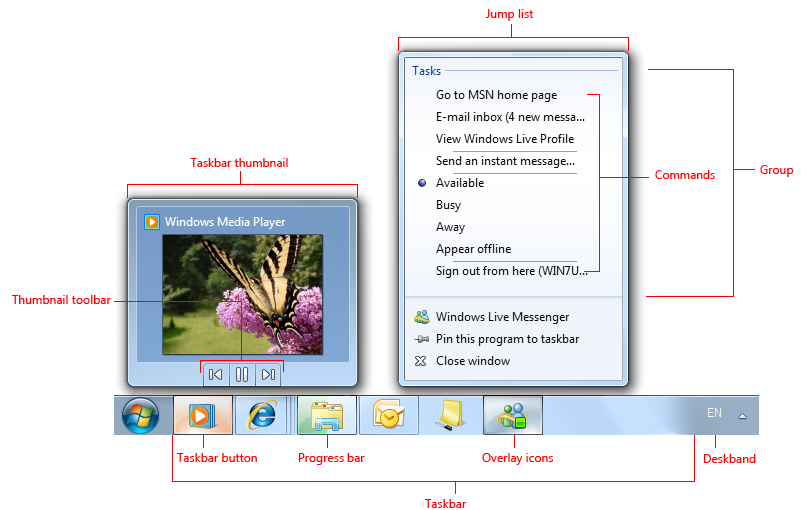 Jump list
Tasks
Go to MSN home page
E-mail inbox (4 new messa...
View Windows Live Profile
Send an instant message...
Available
Busy
Away
Appear offline
Sign out from here (WIN7U...
Commands
Group
Windows Live Messenger
Pin this program to taskbar
Close window
Taskbar thumbnail
Windows Media Player
Thumbnail toolbar
EN
Taskbar button
Progress bar
Overlay icons
Deskband
Taskbar